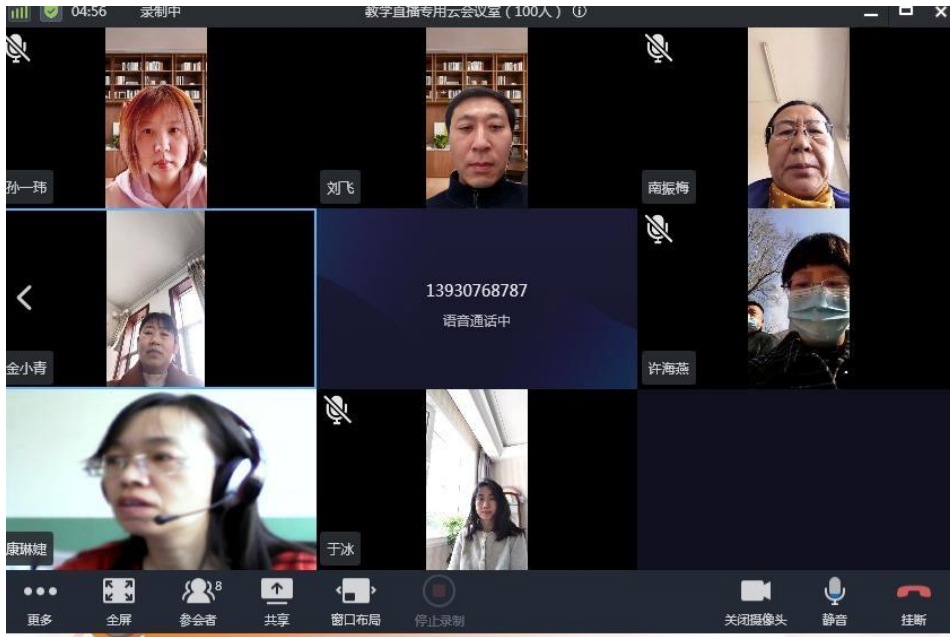 04:56 录制中 教学直播专用云会议室（100人）
孙一玮
刘飞
南振梅
金小青
13930768787
语音通话中
许海燕
康琳婕
于冰
8
更多
全屏
参会者
共享
窗口布局
停止录制
关闭摄像头
静音
挂断